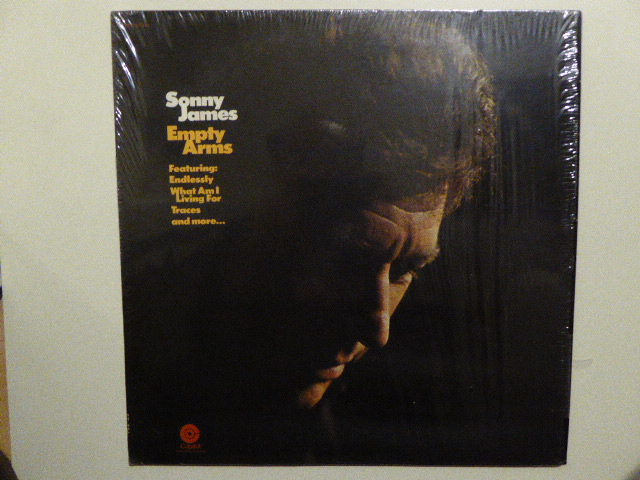 Sonny
James
Empty
Arms
Featuring:
Endlessly
What Am I
Living For
Traces
and more...